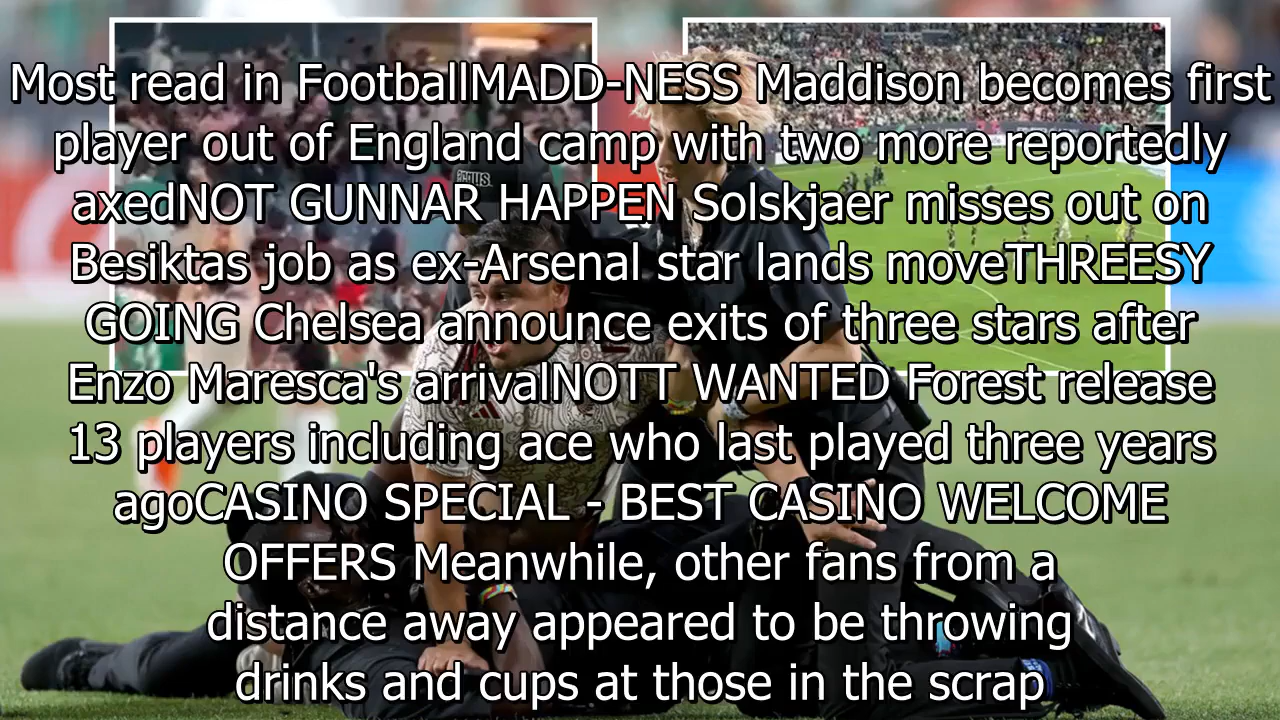 Most read in FootballMADD-NESS Maddison becomes first
player out of England camp with two more reportedly
axedNOT GUNNAR HAPPEN Solskjaer misses out on
Besiktas job as ex-Arsenal star lands moveTHREESY
GOING Chelsea announce exits of three stars after
Enzo Maresca's arrivalNOTT WANTED Forest release
13 players including ace who last played three years
agoCASINO SPECIAL - BEST CASINO WELCOME
OFFERS Meanwhile, other fans from a
distance away appeared to be throwing
drinks and cups at those in the scrap